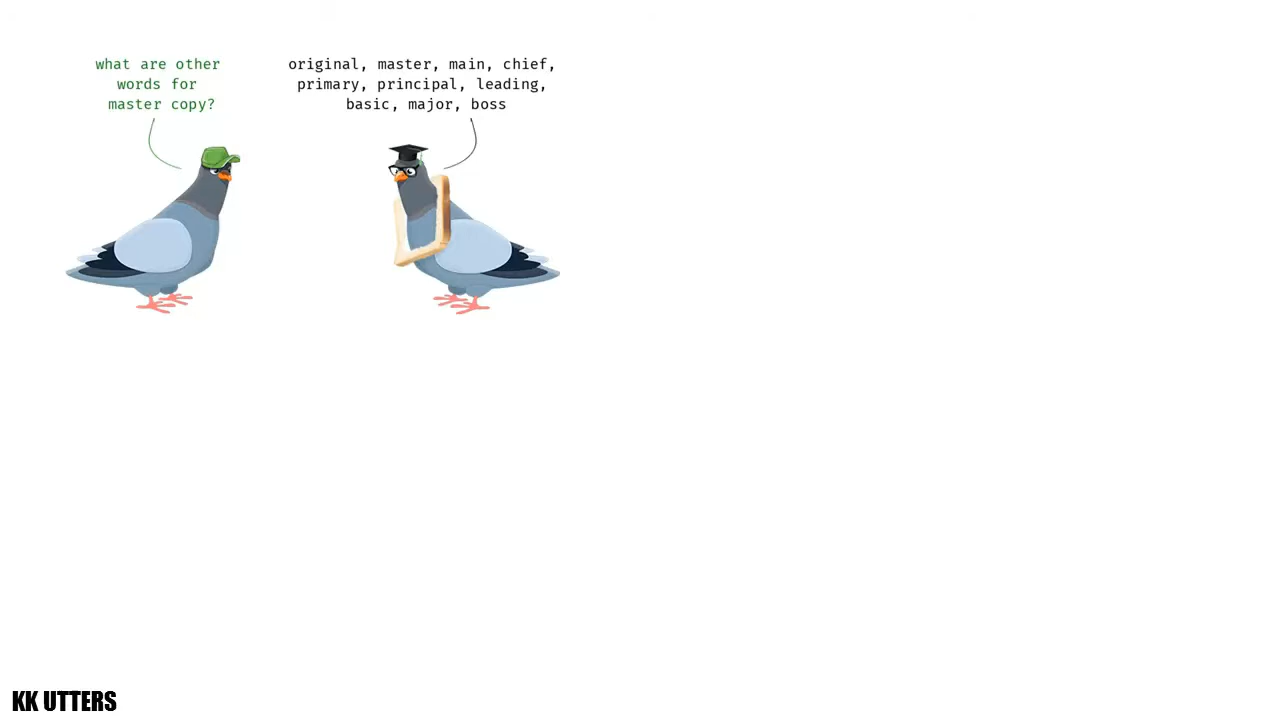 what are other
words for
master copy?
original, master, main, chief,
primary, principal, leading,
basic, major, boss
KK UTTERS